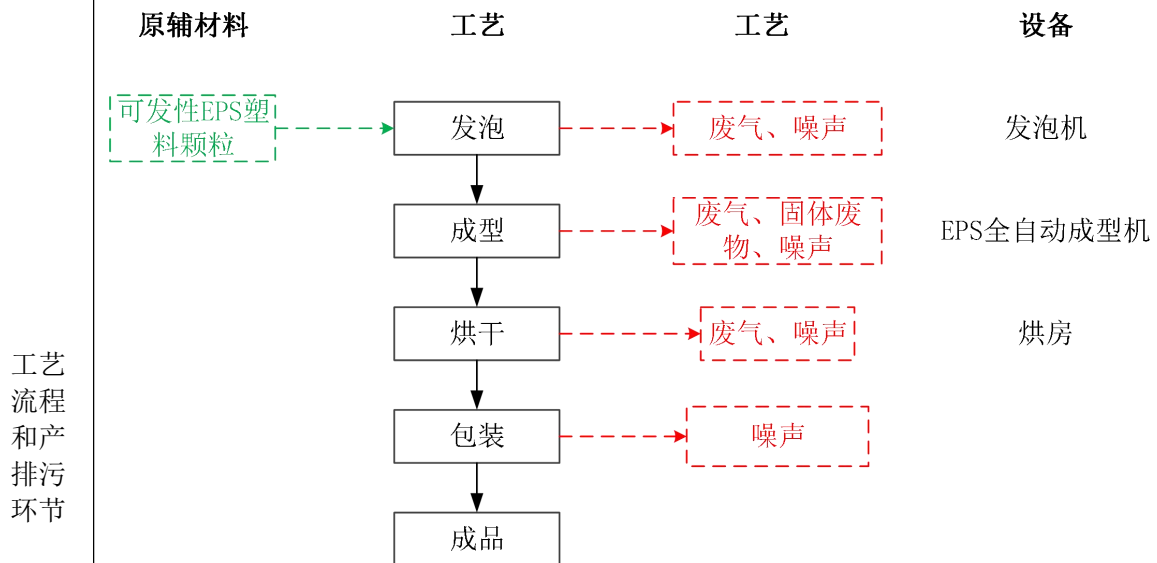 原辅材料
工艺
工艺
设备
可发性EPS塑
料颗粒
发泡
废气、噪声
发泡机
成型
废气、固体废
物、噪声
EPS全自动成型机
烘干
废气、噪声
烘房
包装
噪声
成品
工艺
流程
和产
排污
环节